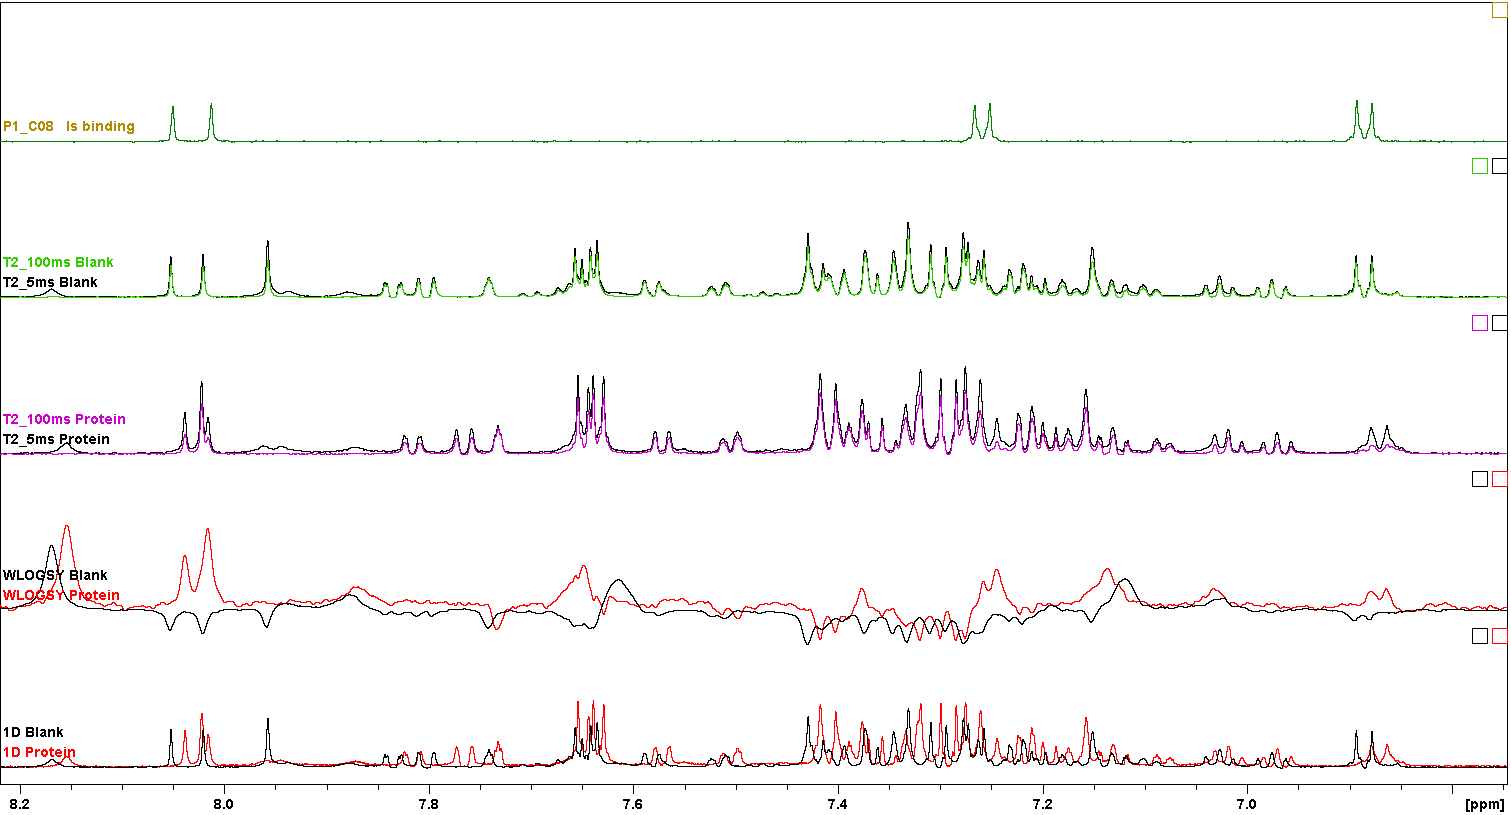 P1_C08 Is binding
T2_100ms Blank
T2_5ms Blank
T2_100ms Protein
T2_5ms Protein
WLOGSY Blank
WLOGSY Protein
1D Blank
1D Protein
8.2 8.0 7.8 7.6 7.4 7.2 7.0 [ppm]